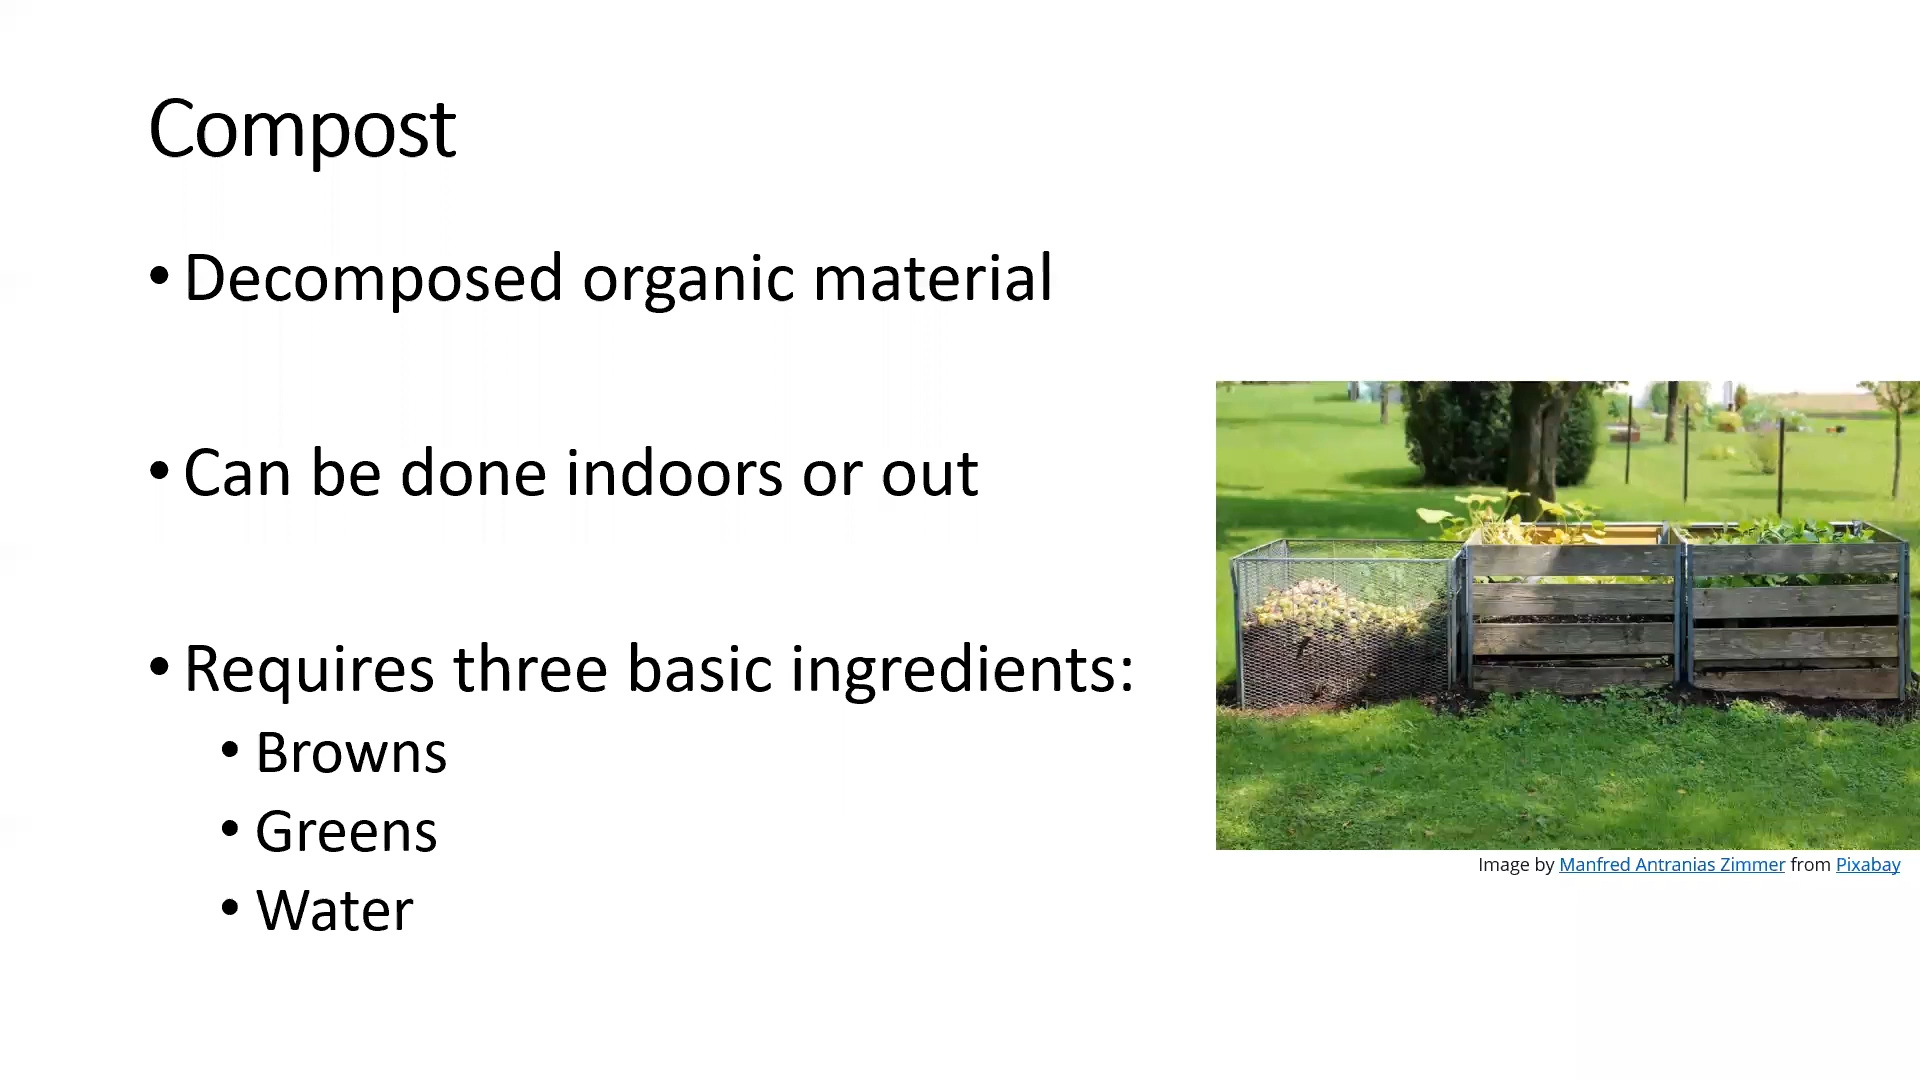 Compost
• Decomposed organic material
• Can be done indoors or out
• Requires three basic ingredients:
• Browns
• Greens
• Water
Image by Manfred Antranias Zimmer from Pixabay